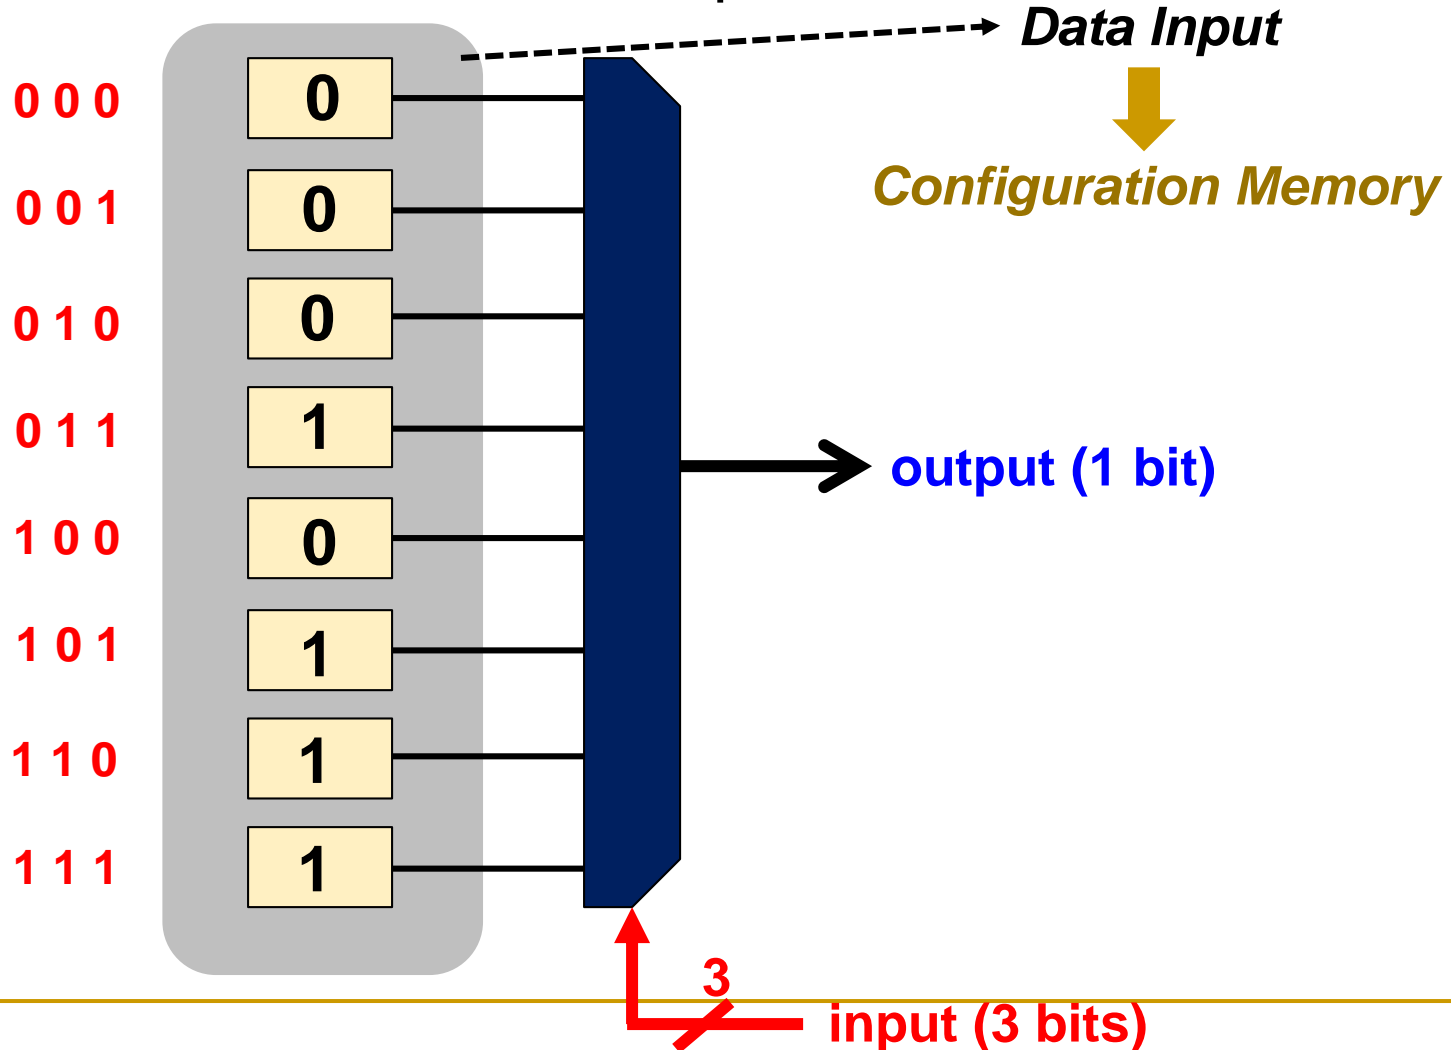 Data Input
Configuration Memory
0 0 0 0
0 0 1 0
0 1 0 0
0 1 1 1
1 0 0 0
1 0 1 1
1 1 0 1
1 1 1 1
output (1 bit)
3
input (3 bits)